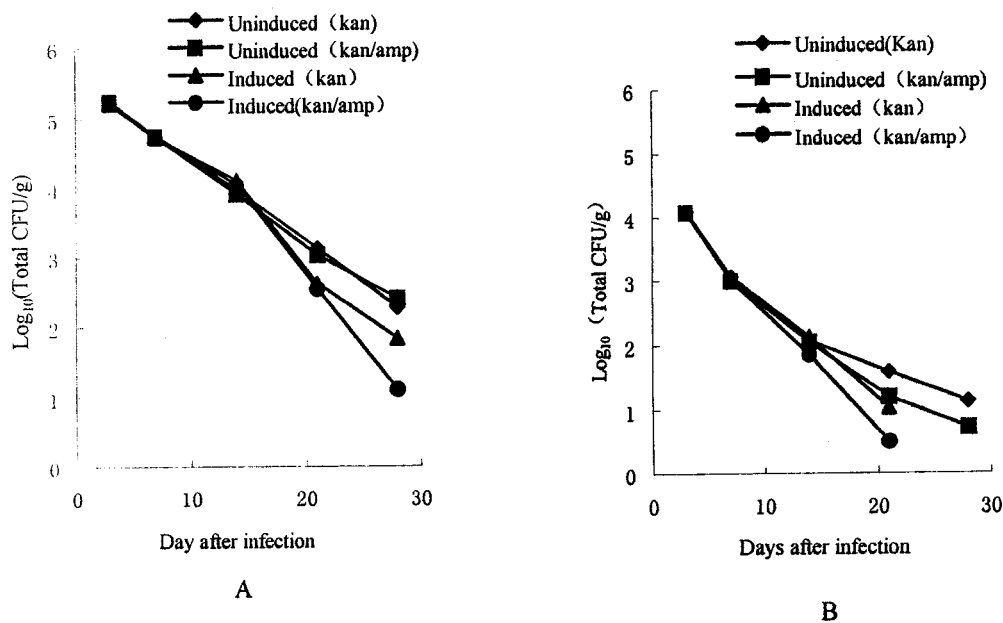 Uninduced (kan)
Uninduced (kan/amp)
Induced (kan)
Induced(kan/amp)
6
5
4
3
2
1
0
Log10(Total CFU/g)
0
10
20
30
Day after infection
A
Uninduced(Kan)
Uninduced (kan/amp)
Induced (kan)
Induced (kan/amp)
6
5
4
3
2
1
0
Log10 (Total CFU/g)
0
10
20
30
Days after infection
B